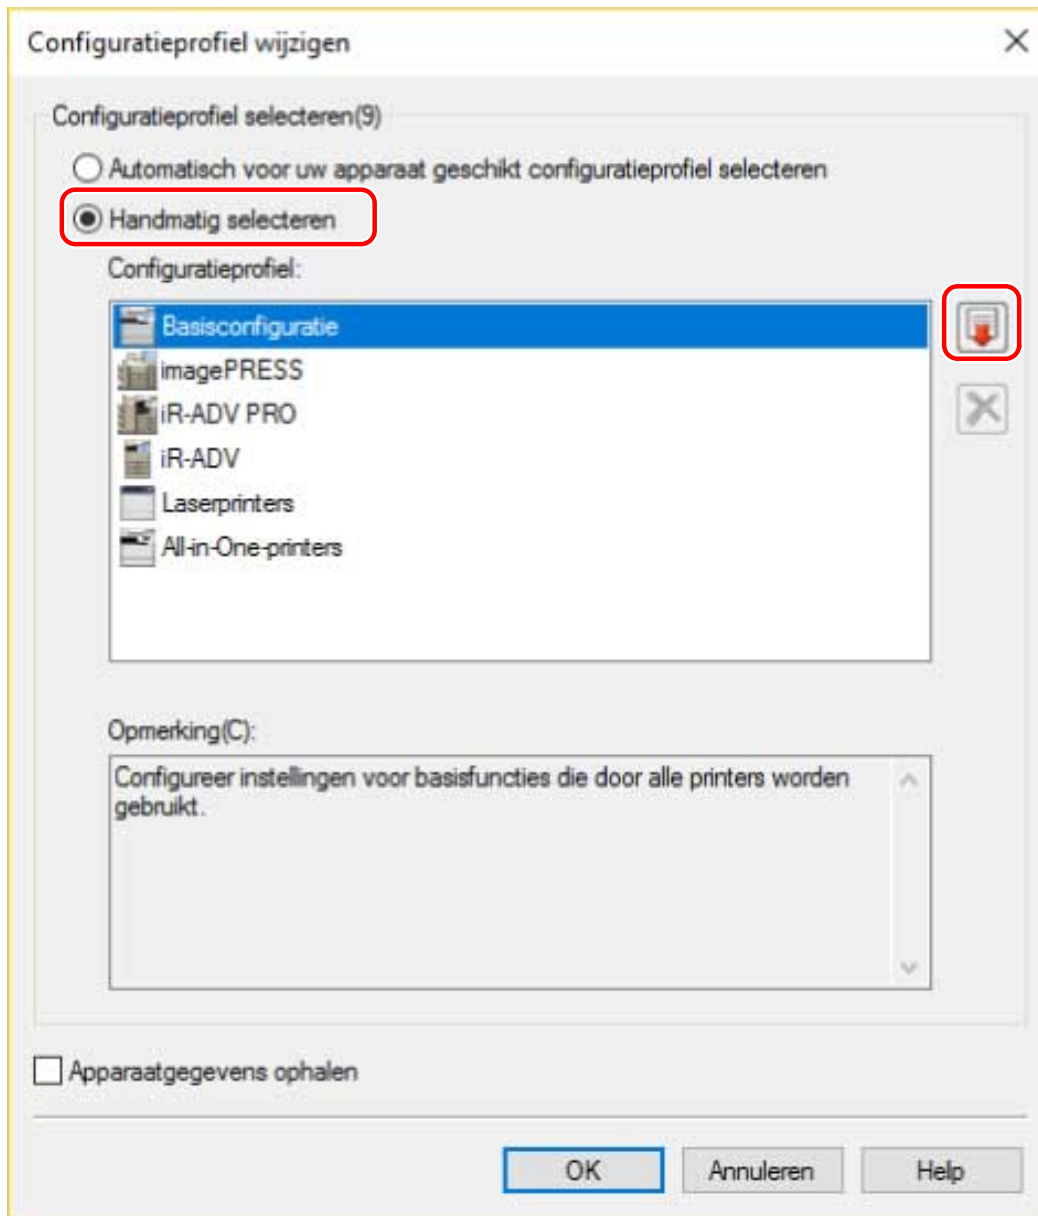 Configuratieprofiel wijzigen
Configuratieprofiel selecteren(9)
Automatisch voor uw apparaat geschikt configuratieprofiel selecteren
Handmatig selecteren
Configuratieprofiel:
Basisconfiguratie
imagePRESS
iR-ADV PRO
iR-ADV
Laserprinters
All-in-One-printers
Opmerking(C):
Configureer instellingen voor basisfuncties die door alle printers worden
gebruikt.
Apparaatgegevens ophalen
OK
Annuleren
Help